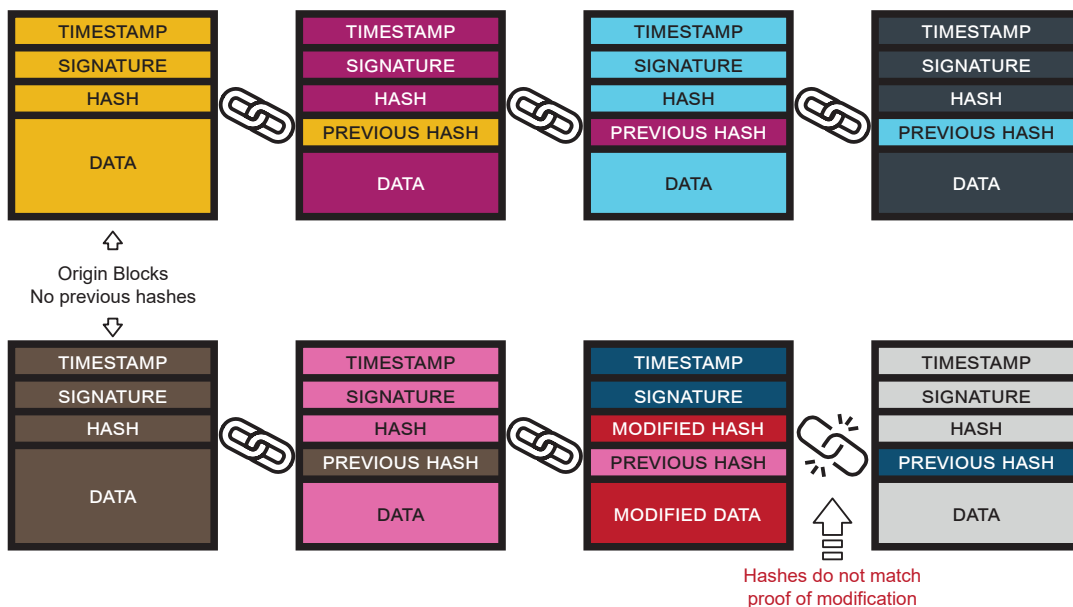 TIMESTAMP
SIGNATURE
HASH
DATA
TIMESTAMP
SIGNATURE
HASH
PREVIOUS HASH
DATA
TIMESTAMP
SIGNATURE
HASH
PREVIOUS HASH
DATA
TIMESTAMP
SIGNATURE
HASH
PREVIOUS HASH
DATA
Origin Blocks
No previous hashes
TIMESTAMP
SIGNATURE
HASH
DATA
TIMESTAMP
SIGNATURE
HASH
PREVIOUS HASH
DATA
TIMESTAMP
SIGNATURE
MODIFIED HASH
PREVIOUS HASH
MODIFIED DATA
TIMESTAMP
SIGNATURE
HASH
PREVIOUS HASH
DATA
Hashes do not match
proof of modification